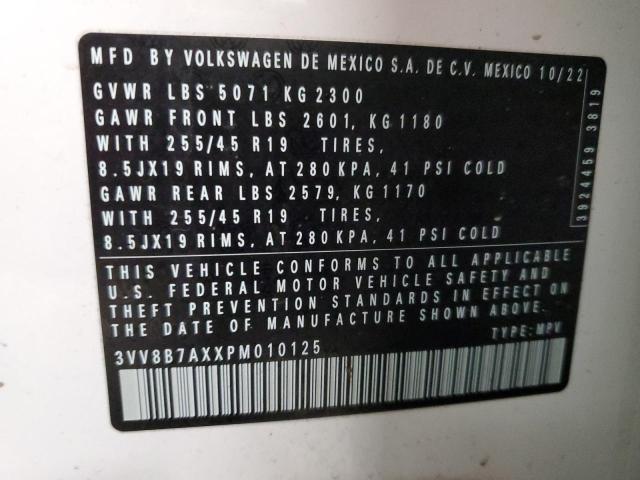 MFD BY VOLKSWAGEN DE MEXICO S.A. DE C.V. MEXICO 10/22
GVWR LBS 5071 KG 2300
GAWR FRONT LBS 2601, KG 1180
WITH 255/45 R19 TIRES,
8.5JX19 RIMS, AT 280 KPA, 41 PSI COLD
GAWR REAR LBS 2579, KG 1170
WITH 255/45 R19 TIRES,
8.5JX19 RIMS, AT 280 KPA, 41 PSI COLD
3924459 3819
THIS VEHICLE CONFORMS TO ALL APPLICABLE
U.S. FEDERAL MOTOR VEHICLE SAFETY AND
THEFT PREVENTION STANDARDS IN EFFECT ON
THE DATE OF MANUFACTURE SHOWN ABOVE.
3VV8B7AXXPM010125
TYPE: MPV